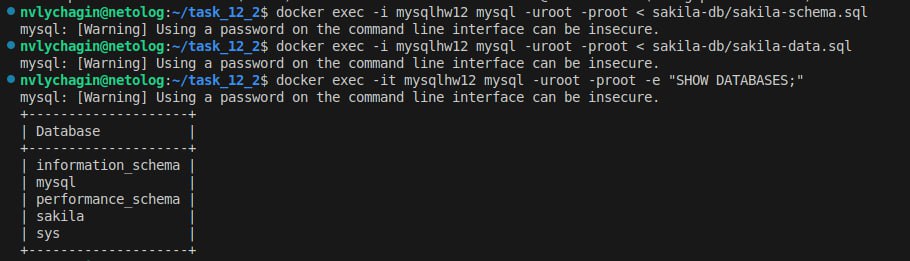 nvlychagin@netolog:~/task_12_2$ docker exec -i mysqlhw12 mysql -uroot -proot < sakila-db/sakila-schema.sql
mysql: [Warning] Using a password on the command line interface can be insecure.
nvlychagin@netolog:~/task_12_2$ docker exec -i mysqlhw12 mysql -uroot -proot < sakila-db/sakila-data.sql
mysql: [Warning] Using a password on the command line interface can be insecure.
nvlychagin@netolog:~/task_12_2$ docker exec -it mysqlhw12 mysql -uroot -proot -e "SHOW DATABASES;"
mysql: [Warning] Using a password on the command line interface can be insecure.
+--------------------+
| Database           |
+--------------------+
| information_schema |
| mysql              |
| performance_schema |
| sakila             |
| sys                |
+--------------------+